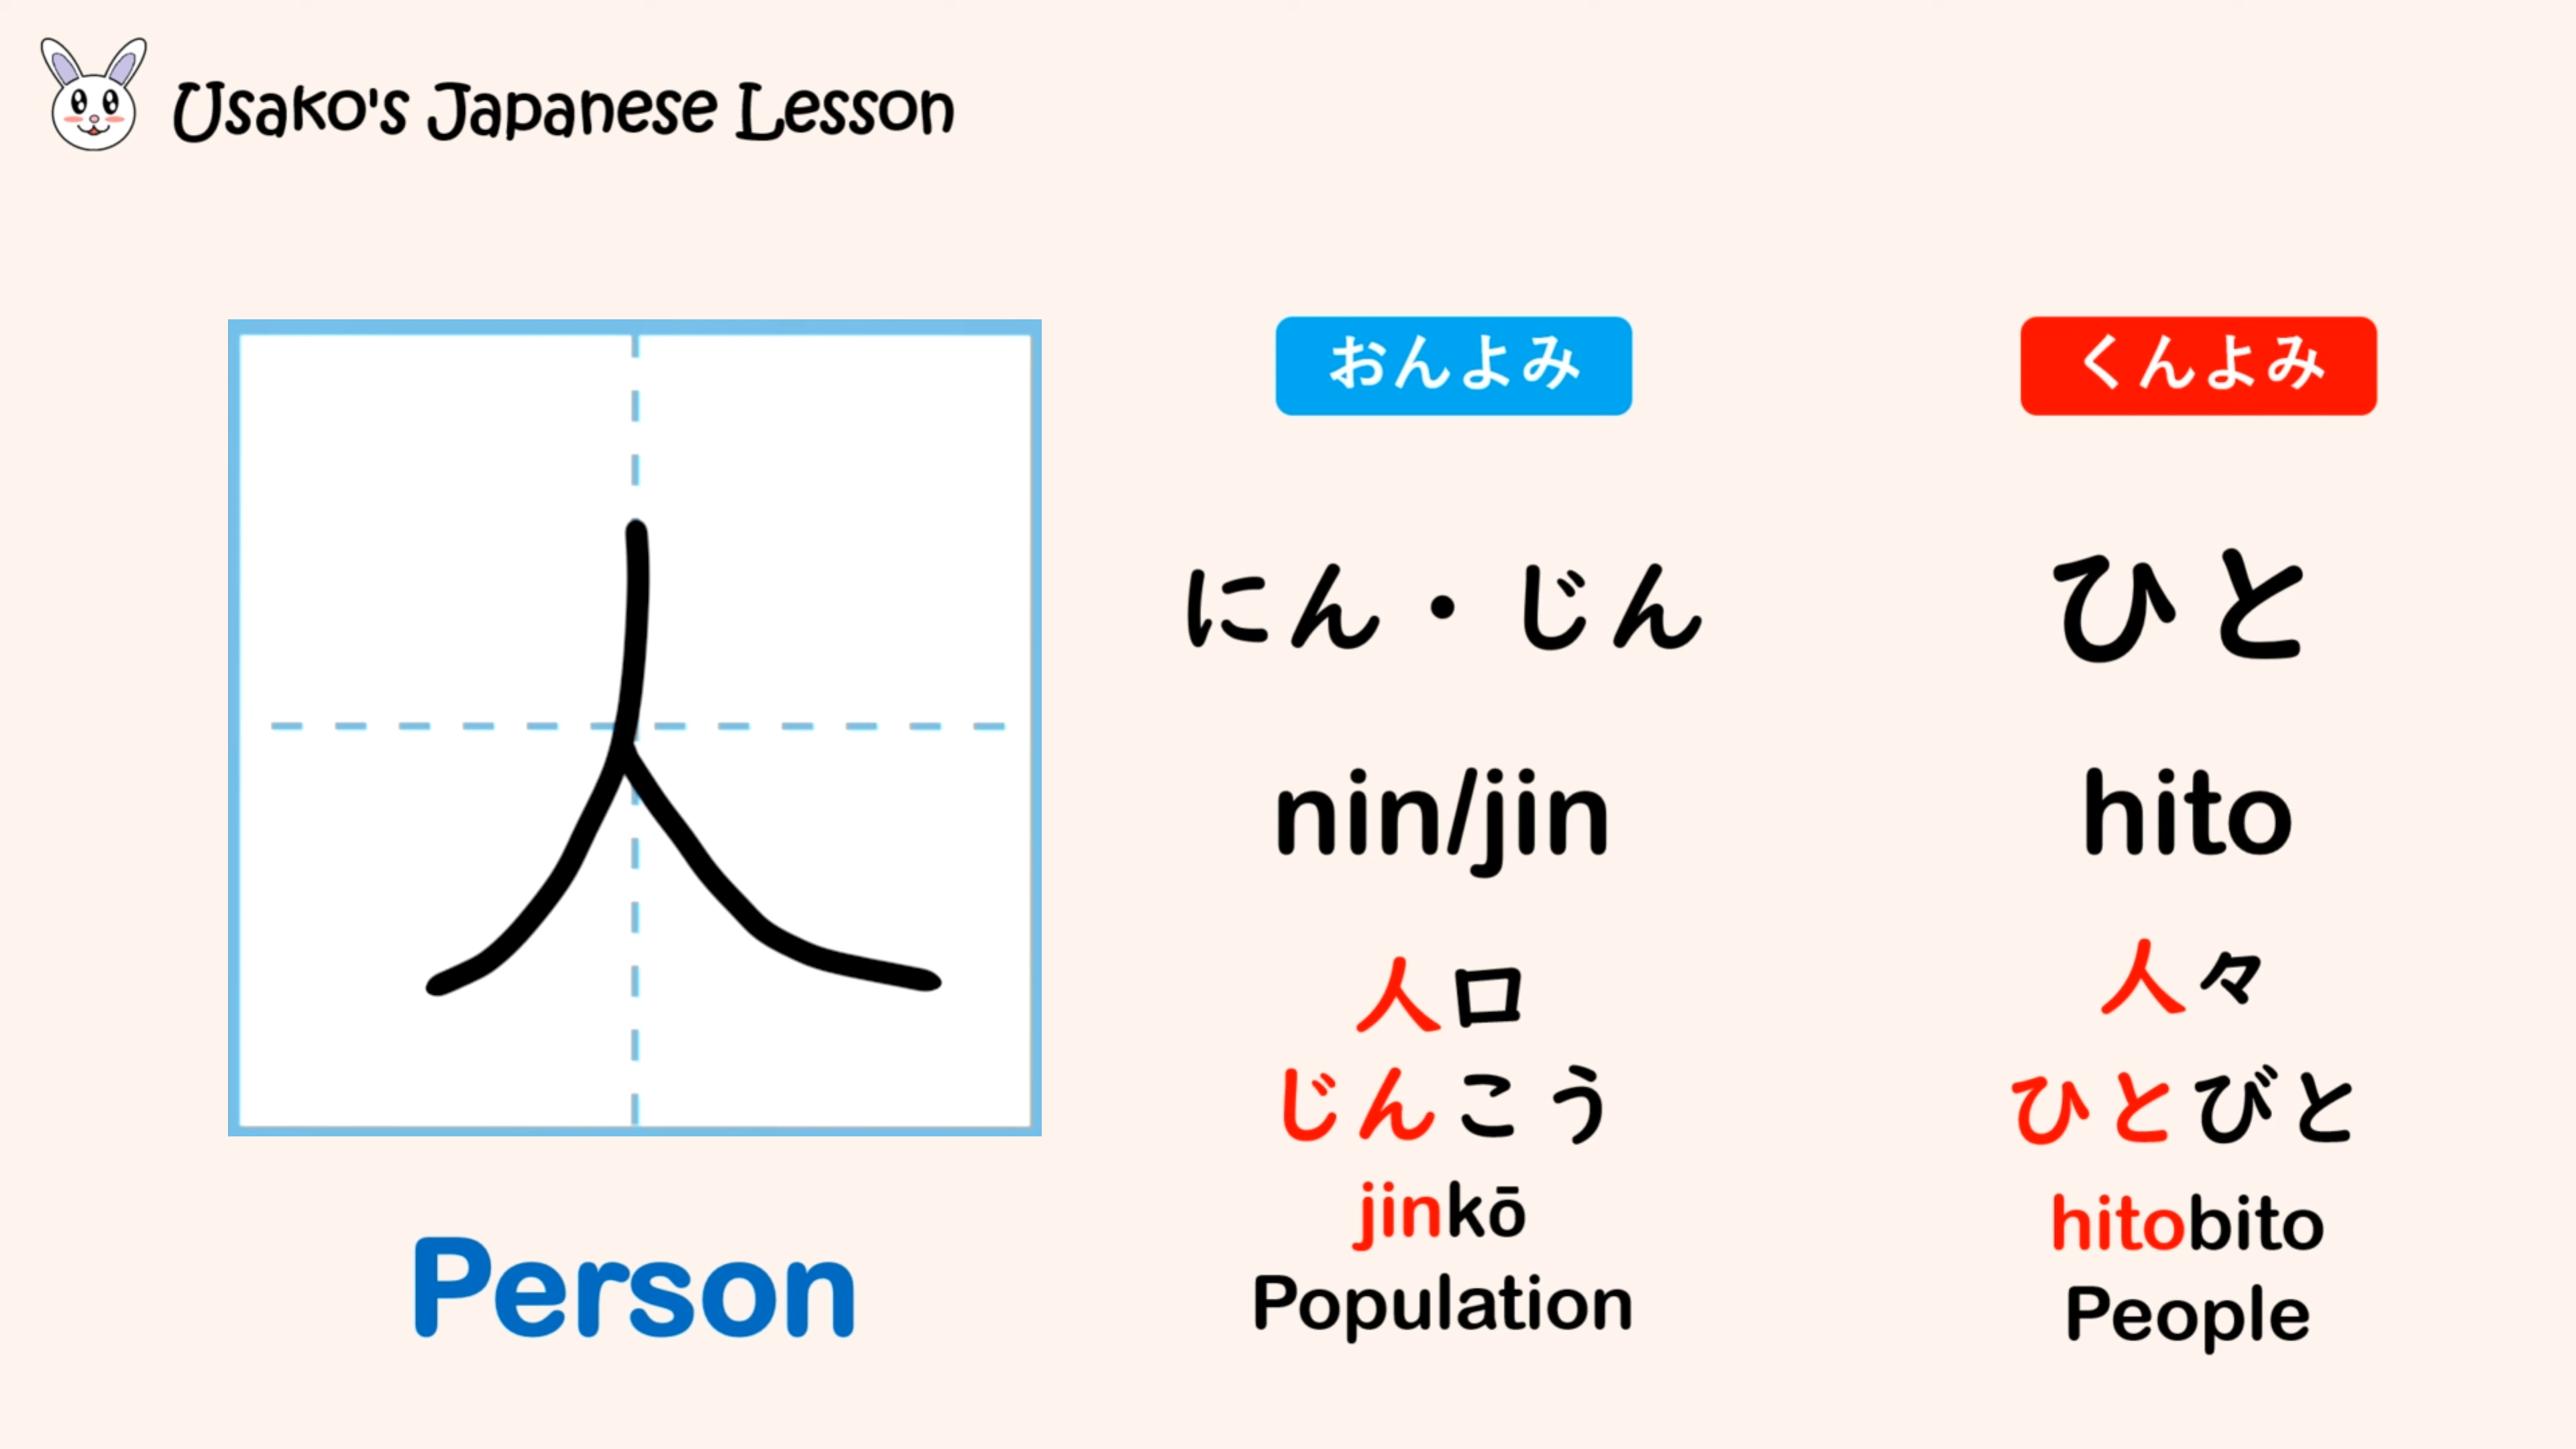 Usako's Japanese Lesson
人
Person
おんよみ
にん・じん
nin/jin
人口
じんこう
jinkō
Population
くんよみ
ひと
hito
人々
ひとびと
hitobito
People